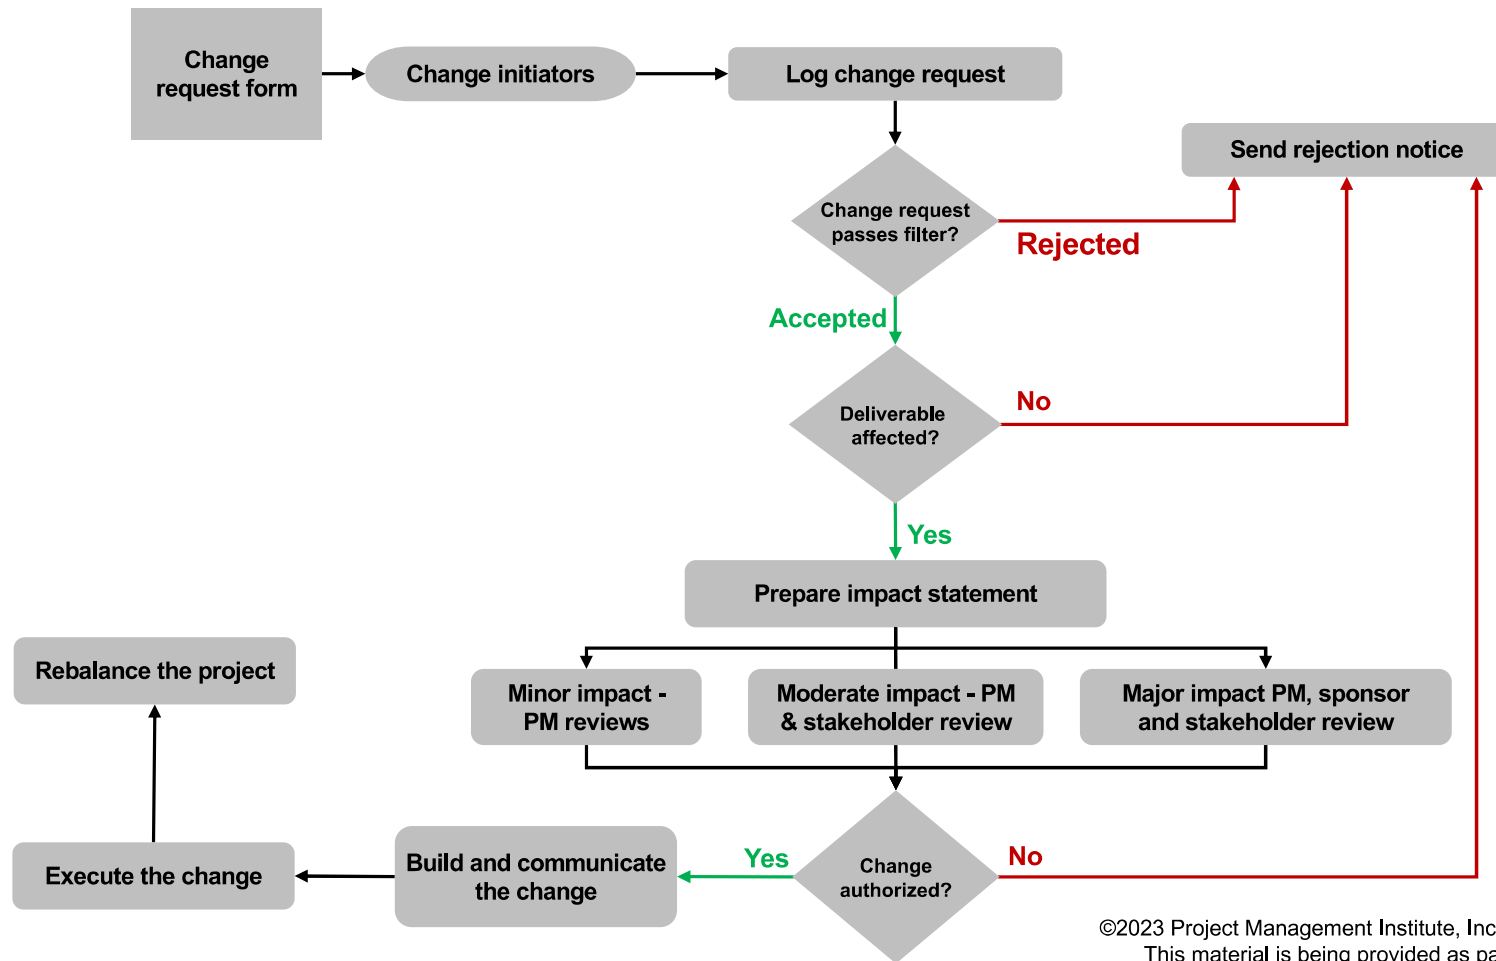 Change
request form
Change initiators
Log change request
Send rejection notice
Change request
passes filter?
Rejected
Accepted
Deliverable
affected?
No
Yes
Prepare impact statement
Rebalance the project
Minor impact -
PM reviews
Moderate impact - PM
& stakeholder review
Major impact PM, sponsor
and stakeholder review
Execute the change
Build and communicate
the change
Yes
Change
authorized?
No
©2023 Project Management Institute, Inc
This material is being provided as pa